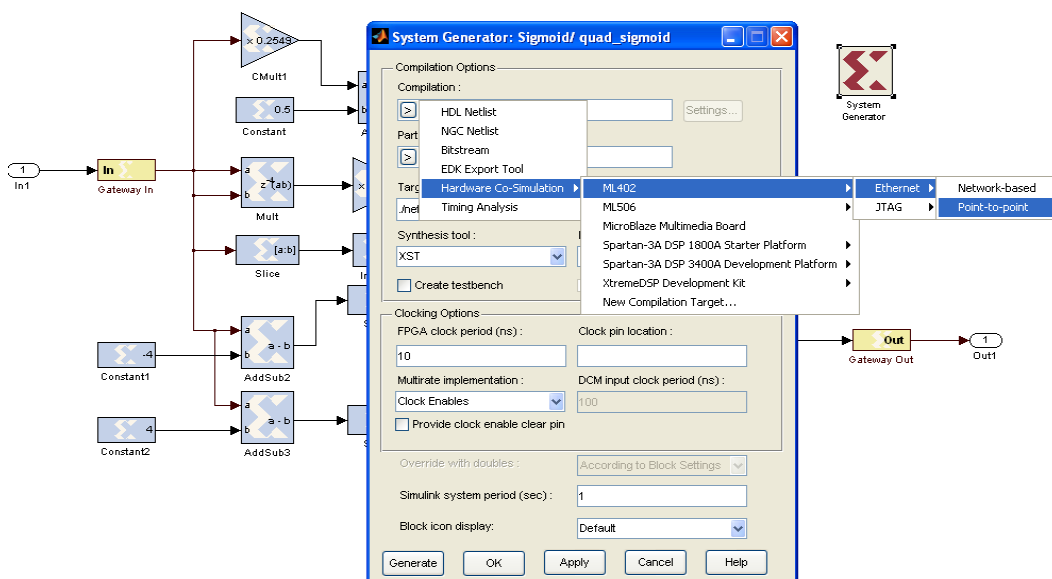 System Generator: Sigmoid/ quad_sigmoid
x 0.2549
CMult1
0.5
Constant
a
b
1
In1
In
Gateway In
a
b
z⁻⁴(ab)
Mult
x
[a:b]
Slice
-4
Constant1
a
b
a - b
AddSub2
4
Constant2
a
b
a - b
AddSub3
Compilation Options
Compilation :
>
Settings...
Part
>
HDL Netlist
NGC Netlist
Bitstream
EDK Export Tool
Hardware Co-Simulation
Timing Analysis
ML402
ML506
MicroBlaze Multimedia Board
Spartan-3A DSP 1800A Starter Platform
Spartan-3A DSP 3400A Development Platform
XtremeDSP Development Kit
New Compilation Target...
Ethernet
JTAG
Network-based
Point-to-point
Targ
./net
Synthesis tool :
XST
Create testbench
Clocking Options
FPGA clock period (ns) :
Clock pin location :
10
Multirate implementation :
DCM input clock period (ns) :
Clock Enables
100
Provide clock enable clear pin
Override with doubles :
According to Block Settings
Simulink system period (sec) :
1
Block icon display:
Default
Generate
OK
Apply
Cancel
Help
System
Generator
Out
Gateway Out
1
Out1